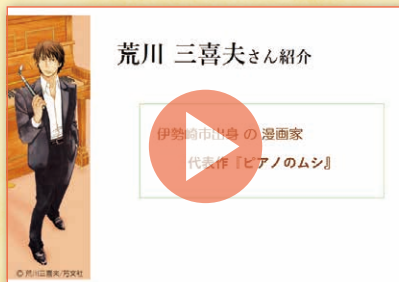 荒川 三喜夫さん紹介
伊勢崎市出身 の 漫画家
代表作『ピアノのムシ』
© 荒川三喜夫/芳文社